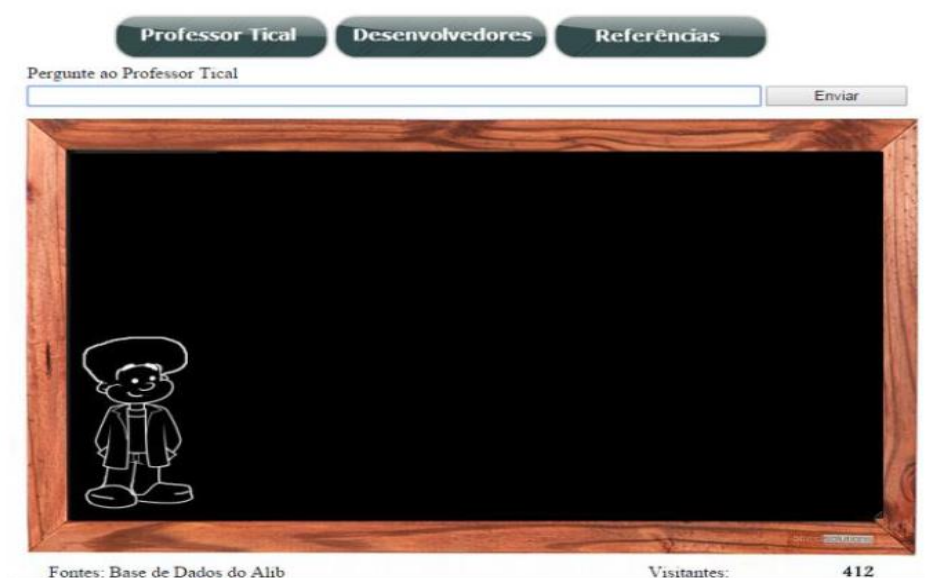 Professor Tical Desenvolvedores Referências
Pergunte ao Professor Tical
Enviar
Fontes: Base de Dados do Alib Visitantes: 412